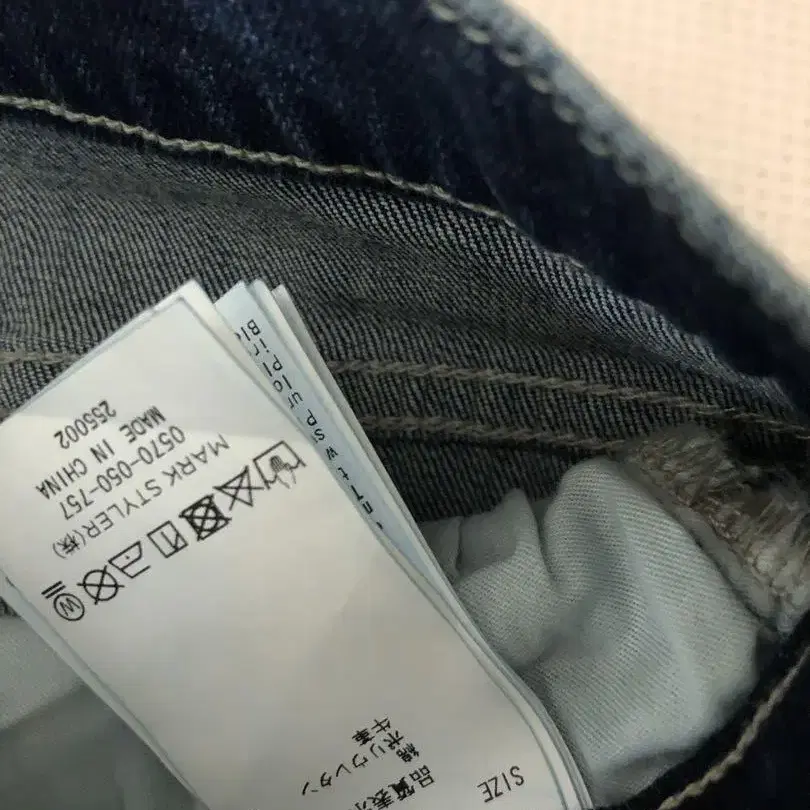 SIZE
品質表示
綿
ポリウレタン
牛革
W
MARK STYLER(株)
0570-050-757
MADE IN CHINA
255002